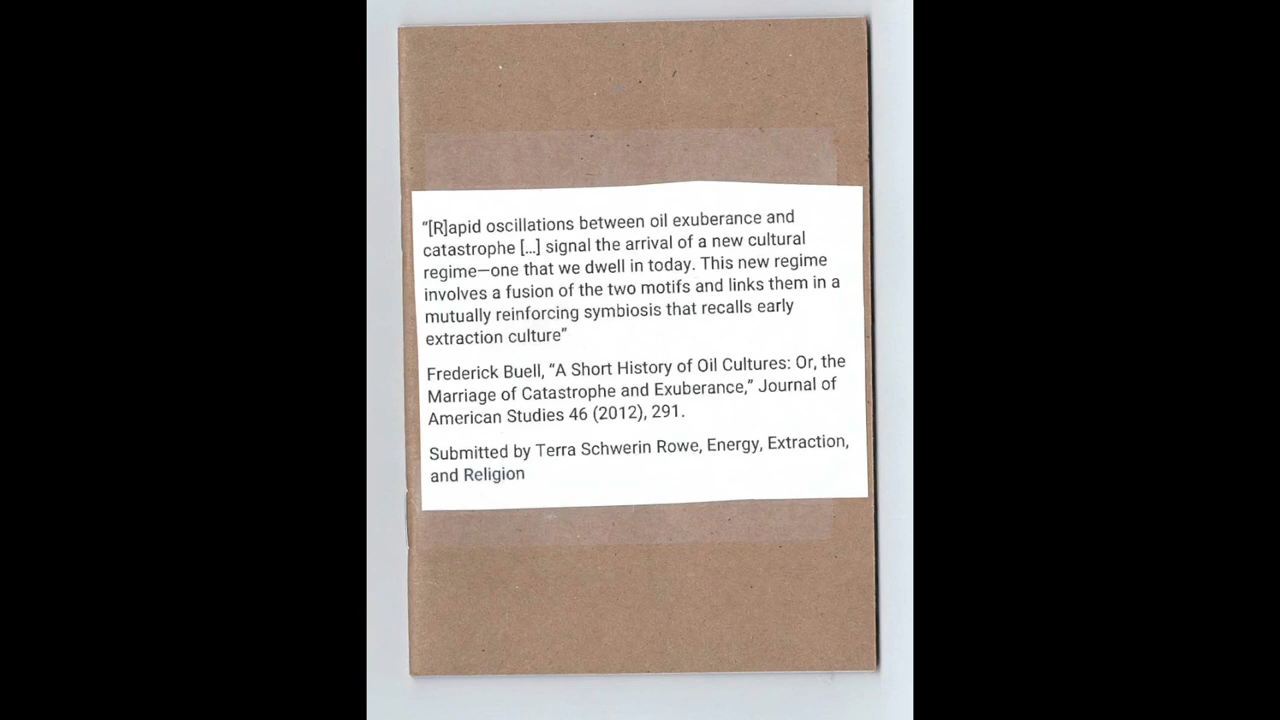 “[R]apid oscillations between oil exuberance and
catastrophe [...] signal the arrival of a new cultural
regime—one that we dwell in today. This new regime
involves a fusion of the two motifs and links them in a
mutually reinforcing symbiosis that recalls early
extraction culture”
Frederick Buell, “A Short History of Oil Cultures: Or, the
Marriage of Catastrophe and Exuberance,” Journal of
American Studies 46 (2012), 291.
Submitted by Terra Schwerin Rowe, Energy, Extraction,
and Religion